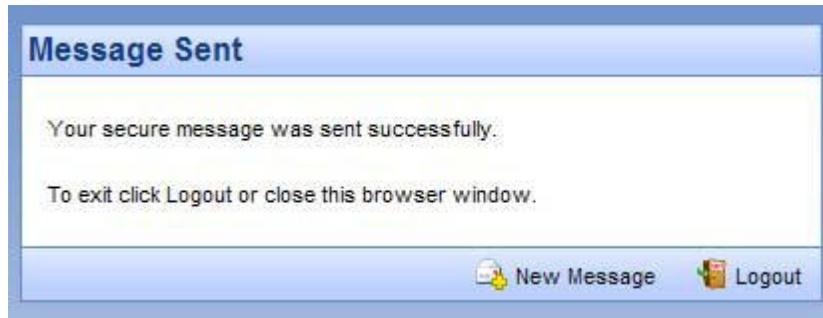 Message Sent
Your secure message was sent successfully.
To exit click Logout or close this browser window.
New Message Logout